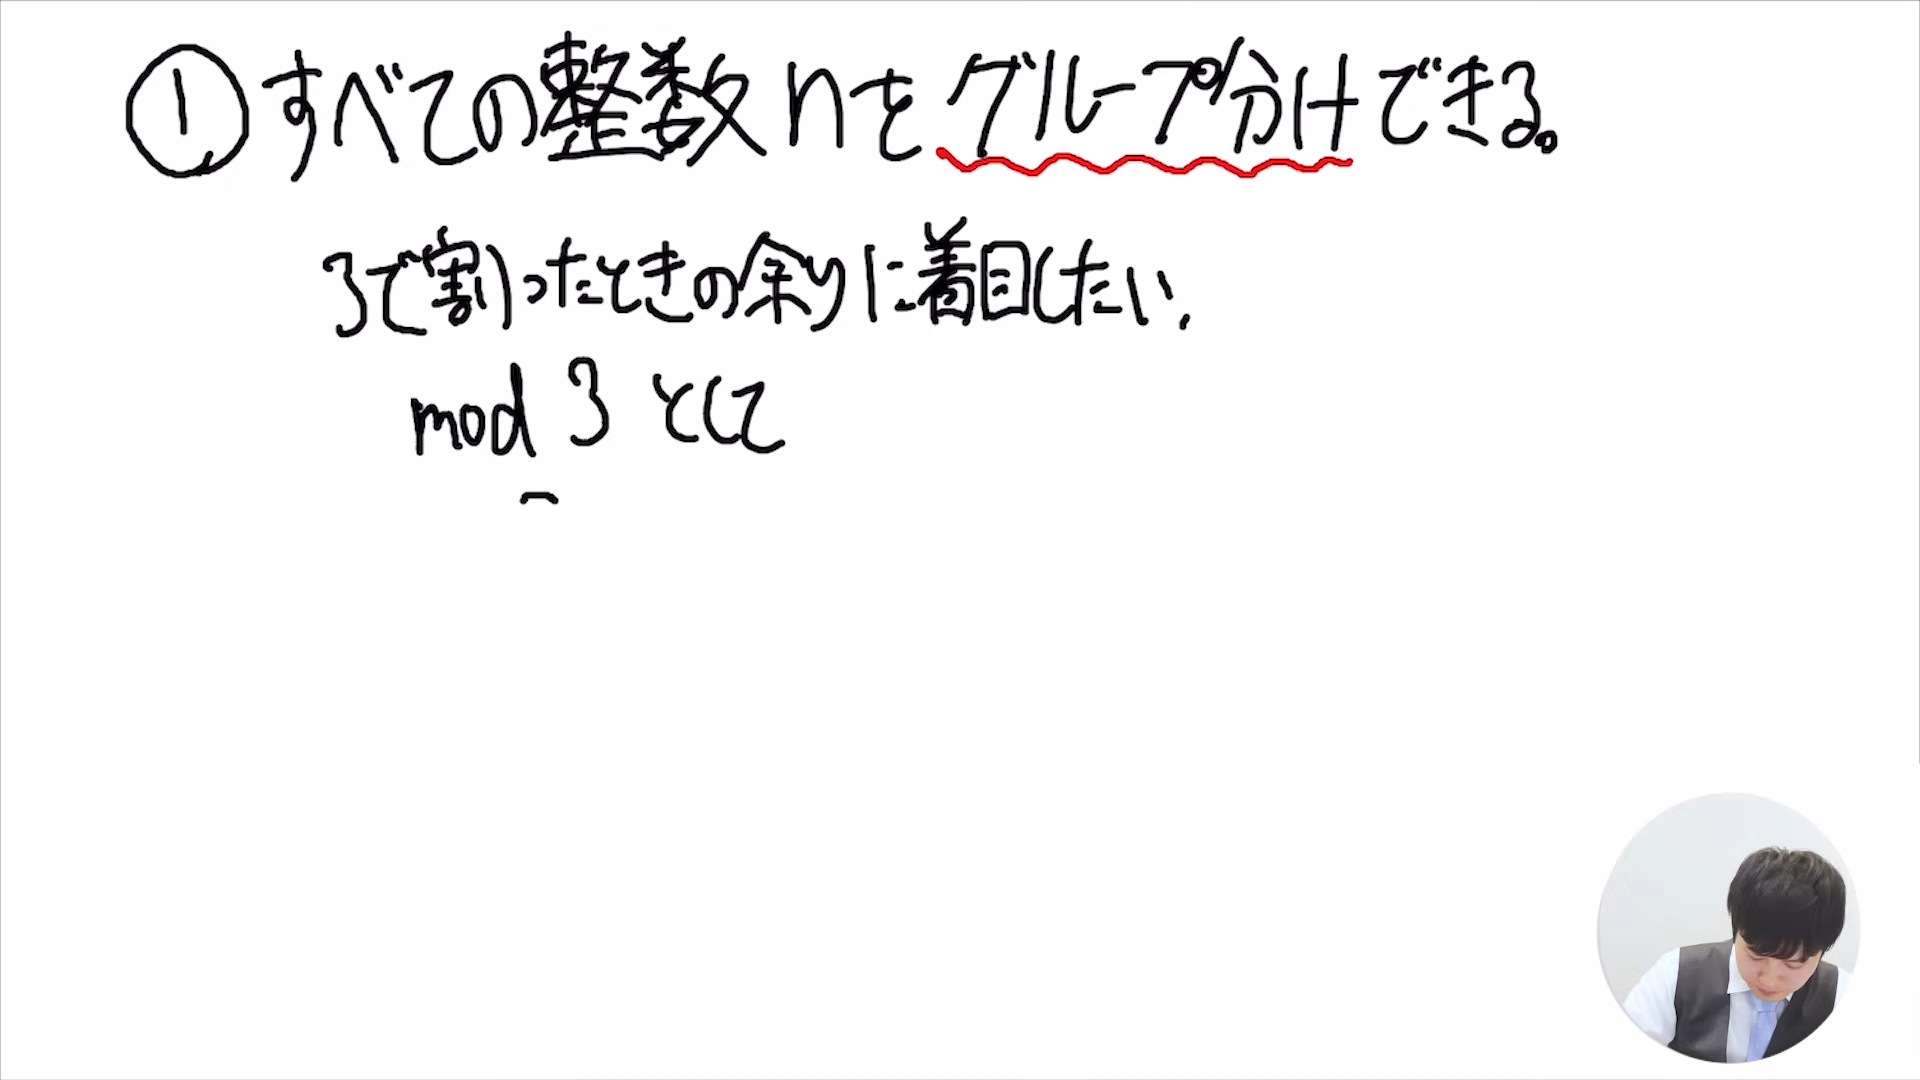 ①すべての整数nをグループ分けできる。
3で割ったときの余りに着目したい.
mod 3 として